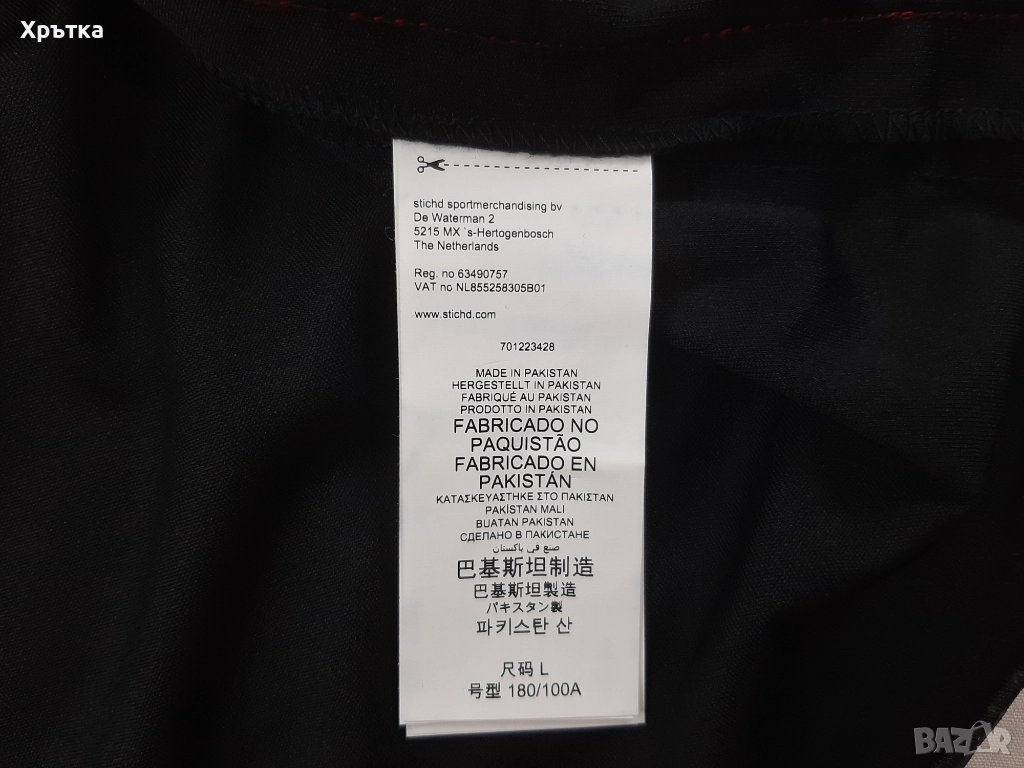 Хрътка
stichd sportmerchandising bv
De Waterman 2
5215 MX `s-Hertogenbosch
The Netherlands
Reg. no 63490757
VAT no NL855258305B01
www.stichd.com
701223428
MADE IN PAKISTAN
HERGESTELLT IN PAKISTAN
FABRIQUÉ AU PAKISTAN
PRODOTTO IN PAKISTAN
FABRICADO NO
PAQUISTÃO
FABRICADO EN
PAKISTÁN
ΚΑΤΑΣΚΕΥΑΣΤΗΚΕ ΣΤΟ ΠΑΚΙΣΤΑΝ
PAKİSTAN MALI
BUATAN PAKISTAN
СДЕЛАНО В ПАКИСТАНЕ
صنع في باكستان
巴基斯坦制造
巴基斯坦製造
パキスタン製
파키스탄 산
尺码 L
号型 180/100A
BAZAR